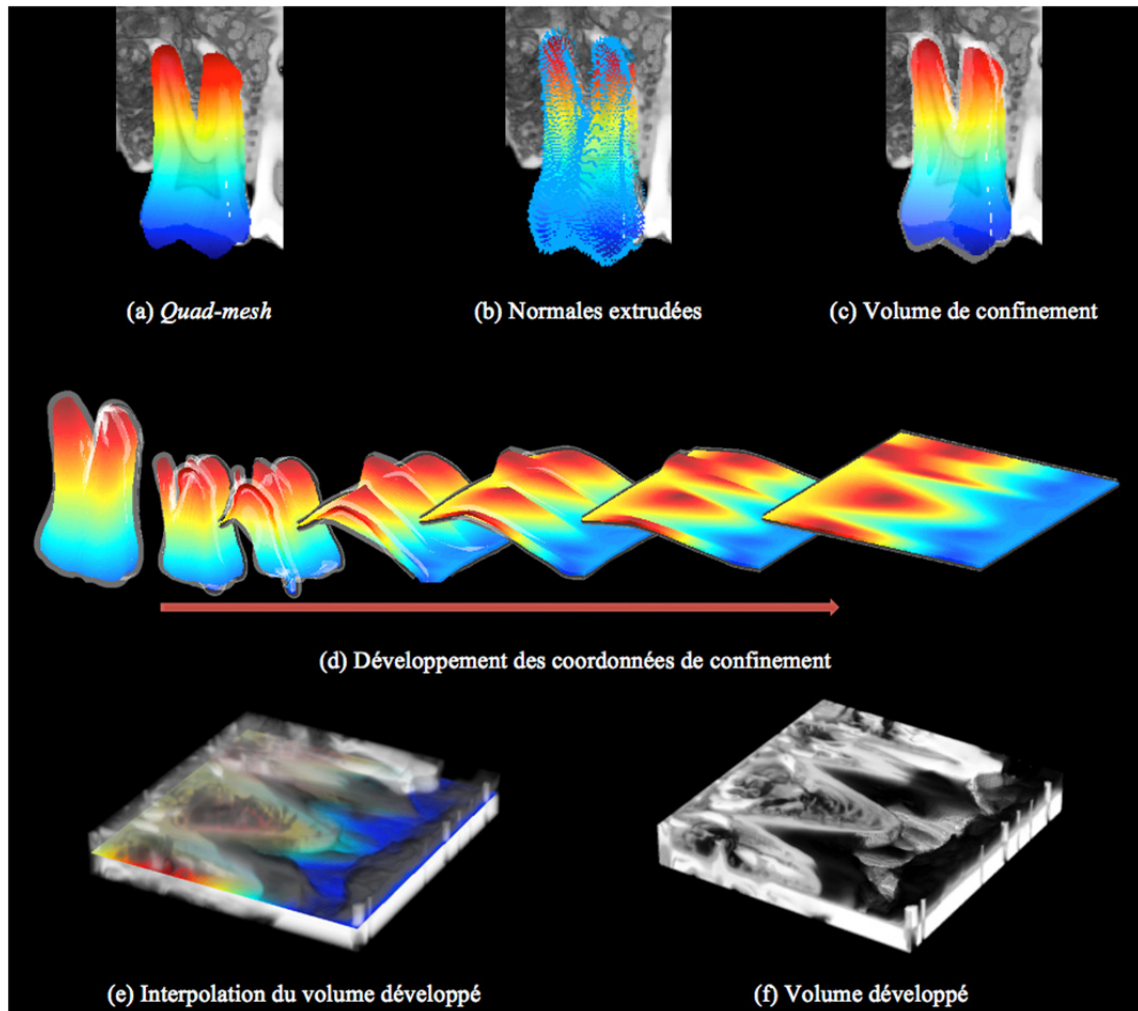 (a) Quad-mesh
(b) Normales extrudées
(c) Volume de confinement
(d) Développement des coordonnées de confinement
(e) Interpolation du volume développé
(f) Volume développé